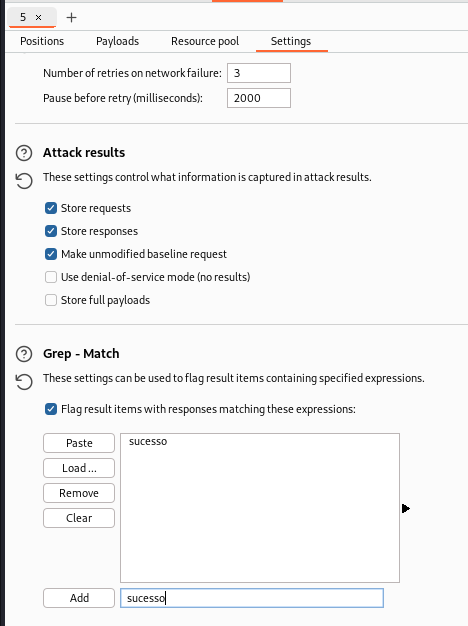 5 × +
Positions Payloads Resource pool Settings
Number of retries on network failure: 3
Pause before retry (milliseconds): 2000
Attack results
These settings control what information is captured in attack results.
Store requests
Store responses
Make unmodified baseline request
Use denial-of-service mode (no results)
Store full payloads
Grep - Match
These settings can be used to flag result items containing specified expressions.
Flag result items with responses matching these expressions:
Paste sucesso
Load ...
Remove
Clear
Add sucesso